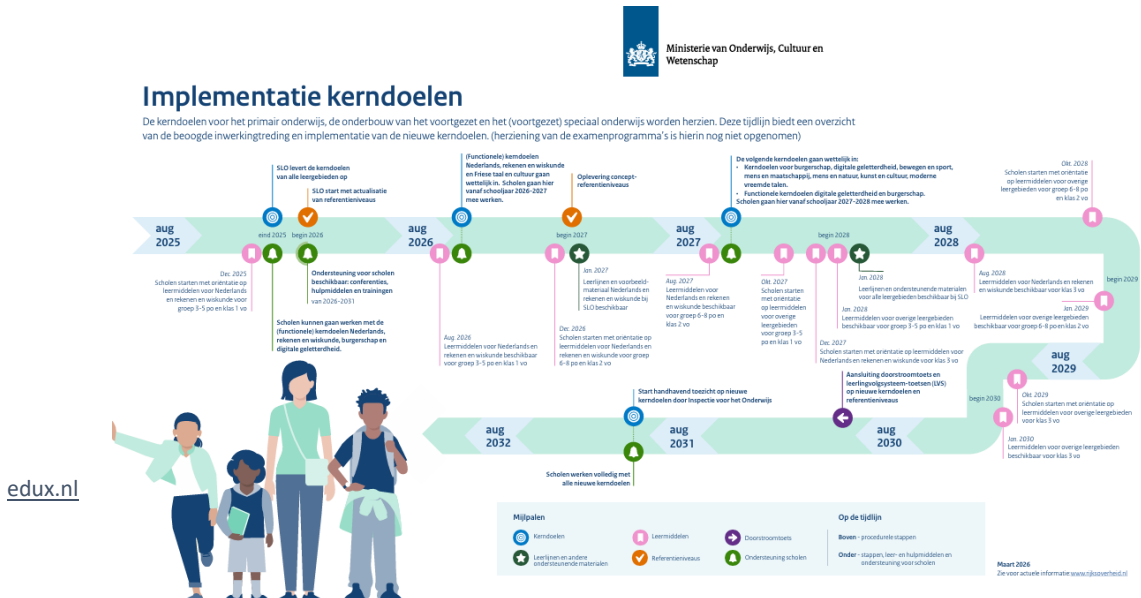 Ministerie van Onderwijs, Cultuur en
Wetenschap
Implementatie kerndoelen
De kerndoelen voor het primair onderwijs, de onderbouw van het voortgezet en het (voortgezet) speciaal onderwijs worden herzien. Deze tijdlijn biedt een overzicht
van de beoogde inwerkingtreding en implementatie van de nieuwe kerndoelen. (herziening van de examenprogramma's is hierin nog niet opgenomen)
SLO levert de kerndoelen
van alle leergebieden op
SLO start met actualisatie
van referentieniveaus
(Functionele) kerndoelen
Nederlands, rekenen en wiskunde
en Friese taal en cultuur gaan
wettelijk in. Scholen gaan hier
vanaf schooljaar 2026-2027
mee werken.
Oplevering concept-
referentieniveaus
De volgende kerndoelen gaan wettelijk in:
• Kerndoelen voor burgerschap, digitale geletterdheid, bewegen en sport,
mens en maatschappij, mens en natuur, kunst en cultuur, moderne
vreemde talen.
• Functionele kerndoelen digitale geletterdheid en burgerschap.
Scholen gaan hier vanaf schooljaar 2027-2028 mee werken.
Okt. 2028
Scholen starten met oriëntatie
op leermiddelen voor overige
leergebieden voor groep 6-8 po
en klas 2 vo
aug
2025
eind 2025
begin 2026
aug
2026
begin 2027
aug
2027
begin 2028
aug
2028
begin 2029
Dec. 2025
Scholen starten met oriëntatie op
leermiddelen voor Nederlands
en rekenen en wiskunde voor
groep 3-5 po en klas 1 vo
Ondersteuning voor scholen
beschikbaar: conferenties,
hulpmiddelen en trainingen
van 2026-2031
Scholen kunnen gaan werken met de
(functionele) kerndoelen Nederlands,
rekenen en wiskunde, burgerschap en
digitale geletterdheid.
Aug. 2026
Leermiddelen voor Nederlands en
rekenen en wiskunde beschikbaar
voor groep 3-5 po en klas 1 vo
Jan. 2027
Leerlijnen en voorbeeld-
materiaal Nederlands en
rekenen en wiskunde bij
SLO beschikbaar
Dec. 2026
Scholen starten met oriëntatie op
leermiddelen voor Nederlands en
rekenen en wiskunde voor groep
6-8 po en klas 2 vo
Aug. 2027
Leermiddelen voor
Nederlands en rekenen
en wiskunde beschikbaar
voor groep 6-8 po en
klas 2 vo
Okt. 2027
Scholen starten
met oriëntatie
op leermiddelen
voor overige
leergebieden
voor groep 3-5
po en klas 1 vo
Jan. 2028
Leerlijnen en ondersteunende materialen
voor alle leergebieden beschikbaar bij SLO
Jan. 2028
Leermiddelen voor overige leergebieden
beschikbaar voor groep 3-5 po en klas 1 vo
Dec. 2027
Scholen starten met oriëntatie op leermiddelen voor
Nederlands en rekenen en wiskunde voor klas 3 vo
Aug. 2028
Leermiddelen voor Nederlands en rekenen
en wiskunde beschikbaar voor klas 3 vo
Jan. 2029
Leermiddelen voor overige leergebieden
beschikbaar voor groep 6-8 po en klas 2 vo
aug
2029
Okt. 2029
Scholen starten met oriëntatie op
leermiddelen voor overige leergebieden
voor klas 3 vo
begin 2030
Jan. 2030
Leermiddelen voor overige leergebieden
beschikbaar voor klas 3 vo
Aansluiting doorstroomtoets en
leerlingvolgsysteem-toetsen (LVS)
op nieuwe kerndoelen en
referentieniveaus
Start handhavend toezicht op nieuwe
kerndoelen door Inspectie voor het Onderwijs
aug
2032
aug
2031
aug
2030
Scholen werken volledig met
alle nieuwe kerndoelen
edux.nl
Mijlpalen
Kerndoelen
Leermiddelen
Doorstroomtoets
Leerlijnen en andere
ondersteunende materialen
Referentieniveaus
Ondersteuning scholen
Op de tijdlijn
Boven - procedurele stappen
Onder - stappen, leer- en hulpmiddelen en
ondersteuning voor scholen
Maart 2026
Zie voor actuele informatie www.rijksoverheid.nl